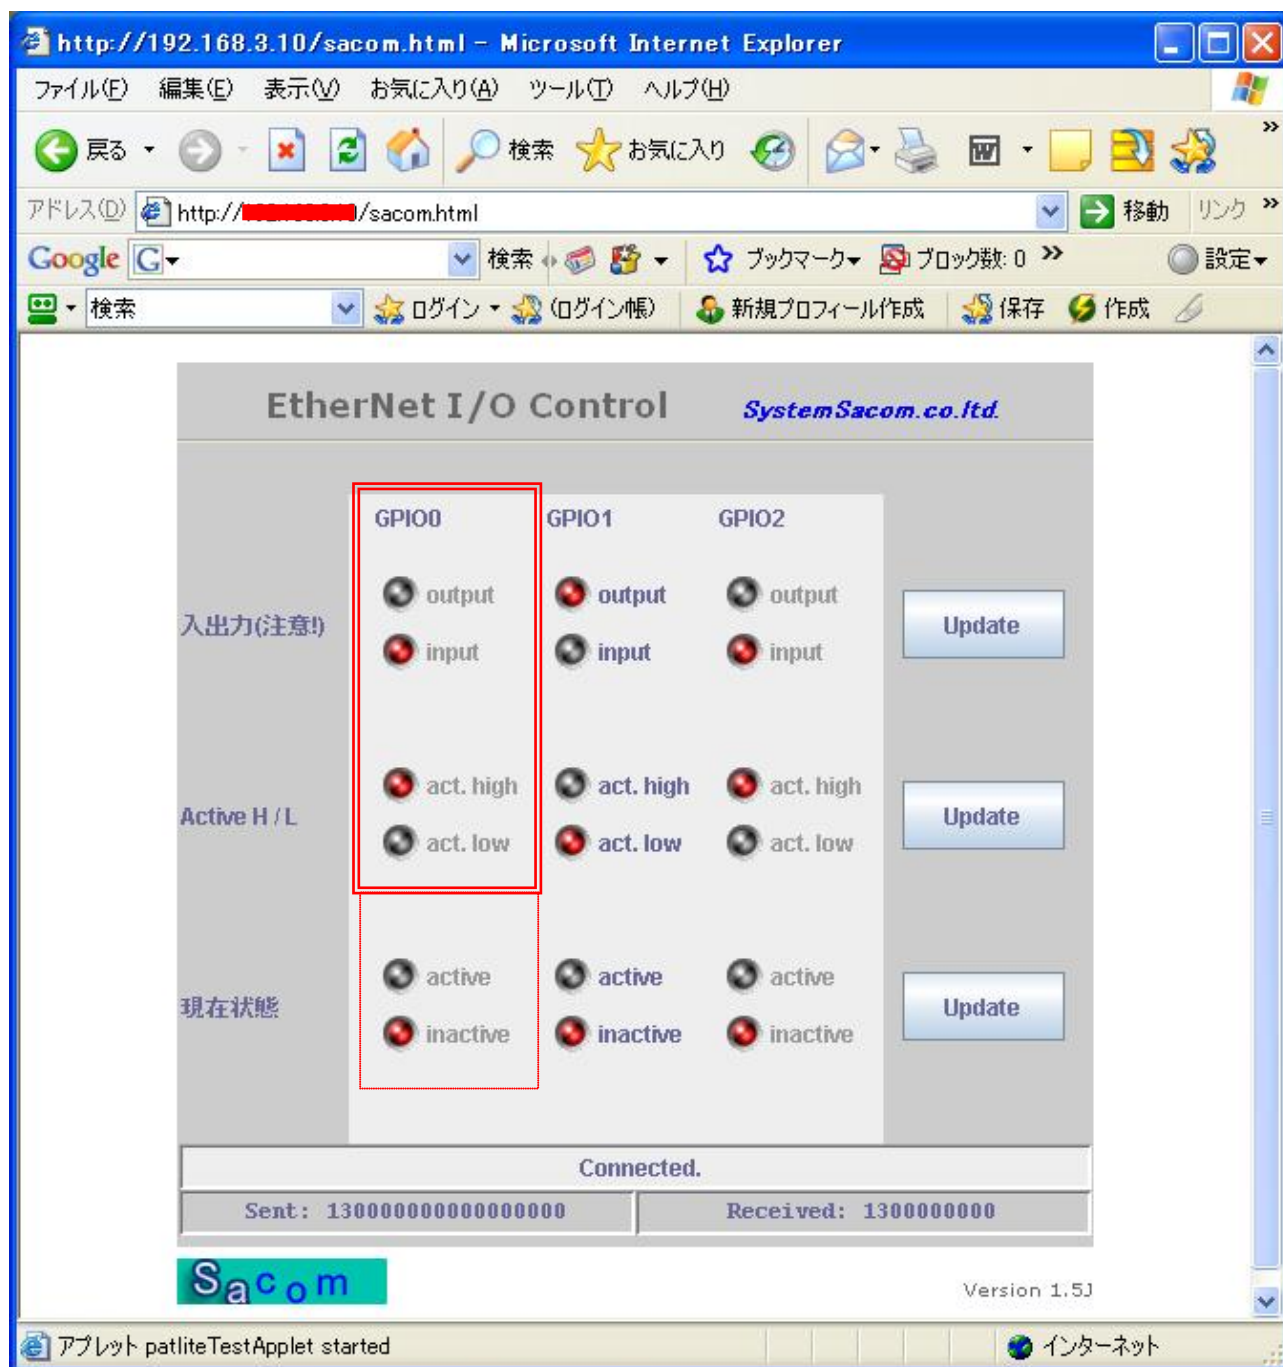 http://192.168.3.10/sacom.html - Microsoft Internet Explorer
ファイル(F) 編集(E) 表示(V) お気に入り(A) ツール(T) ヘルプ(H)
戻る 検索 お気に入り
アドレス(D) http:// /sacom.html 移動 リンク
Google 検索 ブックマーク ブロック数: 0 設定
検索 ログイン (ログイン帳) 新規プロフィール作成 保存 作成
EtherNet I/O Control SystemSacom.co.ltd.
GPIO0 GPIO1 GPIO2
output output output
入出力(注意!) Update
input input input
act. high act. high act. high
Active H / L Update
act. low act. low act. low
active active active
現在状態 Update
inactive inactive inactive
Connected.
Sent: 130000000000000000 Received: 1300000000
Sacom
Version 1.5J
アプレット patliteTestApplet started インターネット